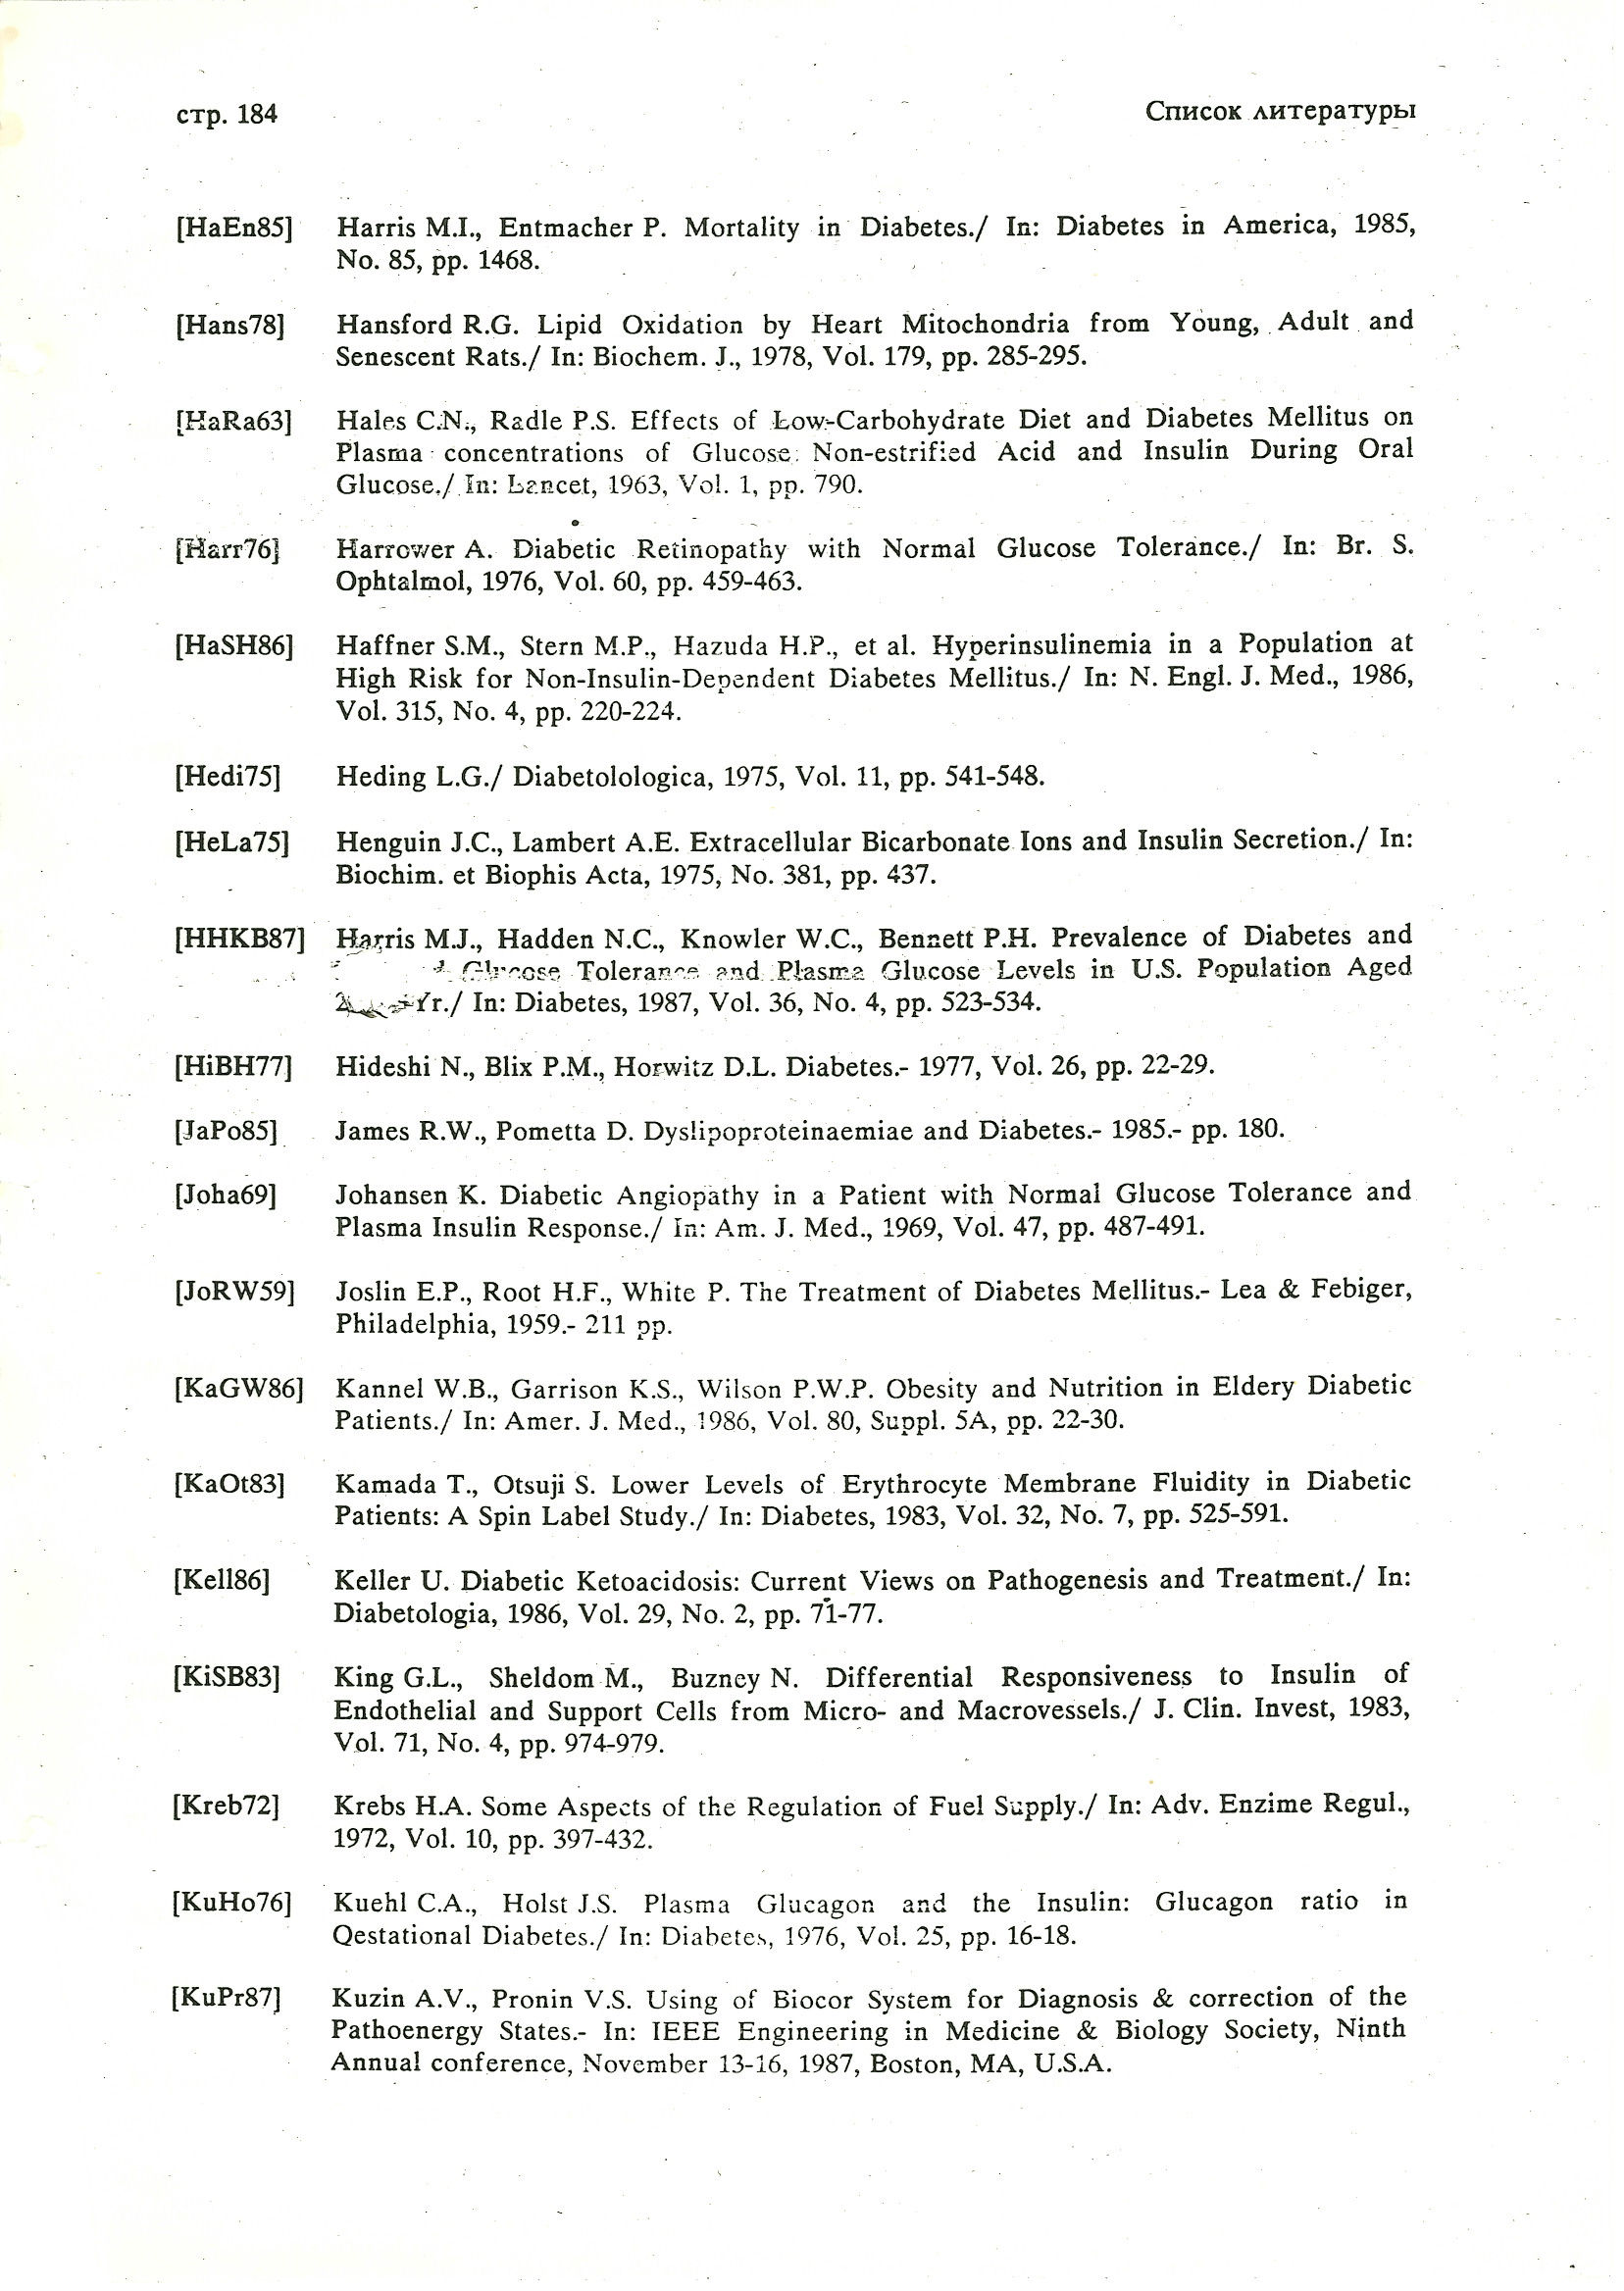 стр. 184 Список литературы
[HaEn85] Harris M.I., Entmacher P. Mortality in Diabetes./ In: Diabetes in America, 1985,
No. 85, pp. 1468.
[Hans78] Hansford R.G. Lipid Oxidation by Heart Mitochondria from Young, Adult and
Senescent Rats./ In: Biochem. J., 1978, Vol. 179, pp. 285-295.
[HaRa63] Hales C.N., Radle P.S. Effects of Low-Carbohydrate Diet and Diabetes Mellitus on
Plasma concentrations of Glucose. Non-estrified Acid and Insulin During Oral
Glucose./ In: Lancet, 1963, Vol. 1, pp. 790.
[Harr76] Harrower A. Diabetic Retinopathy with Normal Glucose Tolerance./ In: Br. S.
Ophtalmol, 1976, Vol. 60, pp. 459-463.
[HaSH86] Haffner S.M., Stern M.P., Hazuda H.P., et al. Hyperinsulinemia in a Population at
High Risk for Non-Insulin-Dependent Diabetes Mellitus./ In: N. Engl. J. Med., 1986,
Vol. 315, No. 4, pp. 220-224.
[Hedi75] Heding L.G./ Diabetolologica, 1975, Vol. 11, pp. 541-548.
[HeLa75] Henguin J.C., Lambert A.E. Extracellular Bicarbonate Ions and Insulin Secretion./ In:
Biochim. et Biophis Acta, 1975, No. 381, pp. 437.
[HHKB87] Harris M.J., Hadden N.C., Knowler W.C., Bennett P.H. Prevalence of Diabetes and
Glucose Tolerance and Plasma Glucose Levels in U.S. Population Aged
Yr./ In: Diabetes, 1987, Vol. 36, No. 4, pp. 523-534.
[HiBH77] Hideshi N., Blix P.M., Horwitz D.L. Diabetes.- 1977, Vol. 26, pp. 22-29.
[JaPo85] James R.W., Pometta D. Dyslipoproteinaemiae and Diabetes.- 1985.- pp. 180.
[Joha69] Johansen K. Diabetic Angiopathy in a Patient with Normal Glucose Tolerance and
Plasma Insulin Response./ In: Am. J. Med., 1969, Vol. 47, pp. 487-491.
[JoRW59] Joslin E.P., Root H.F., White P. The Treatment of Diabetes Mellitus.- Lea & Febiger,
Philadelphia, 1959.- 211 pp.
[KaGW86] Kannel W.B., Garrison K.S., Wilson P.W.P. Obesity and Nutrition in Eldery Diabetic
Patients./ In: Amer. J. Med., 1986, Vol. 80, Suppl. 5A, pp. 22-30.
[KaOt83] Kamada T., Otsuji S. Lower Levels of Erythrocyte Membrane Fluidity in Diabetic
Patients: A Spin Label Study./ In: Diabetes, 1983, Vol. 32, No. 7, pp. 525-591.
[Kell86] Keller U. Diabetic Ketoacidosis: Current Views on Pathogenesis and Treatment./ In:
Diabetologia, 1986, Vol. 29, No. 2, pp. 71-77.
[KiSB83] King G.L., Sheldom M., Buzney N. Differential Responsiveness to Insulin of
Endothelial and Support Cells from Micro- and Macrovessels./ J. Clin. Invest, 1983,
Vol. 71, No. 4, pp. 974-979.
[Kreb72] Krebs H.A. Some Aspects of the Regulation of Fuel Supply./ In: Adv. Enzime Regul.,
1972, Vol. 10, pp. 397-432.
[KuHo76] Kuehl C.A., Holst J.S. Plasma Glucagon and the Insulin: Glucagon ratio in
Qestational Diabetes./ In: Diabetes, 1976, Vol. 25, pp. 16-18.
[KuPr87] Kuzin A.V., Pronin V.S. Using of Biocor System for Diagnosis & correction of the
Pathoenergy States.- In: IEEE Engineering in Medicine & Biology Society, Ninth
Annual conference, November 13-16, 1987, Boston, MA, U.S.A.